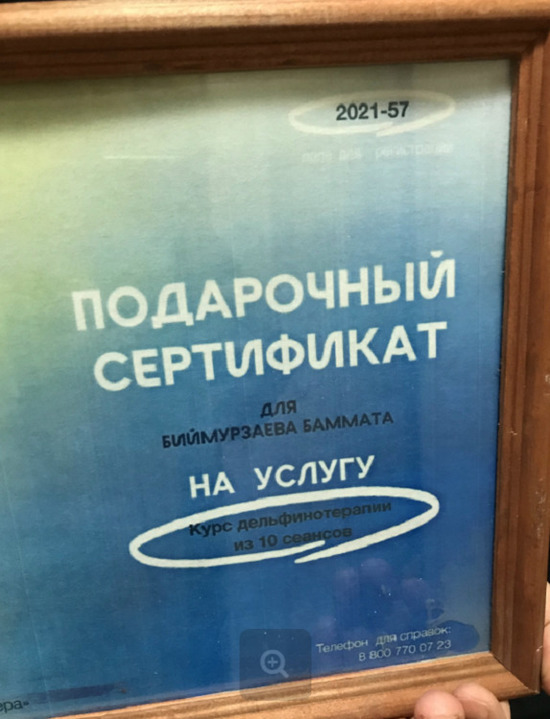 2021-57
ПОДАРОЧНЫЙ
СЕРТИФИКАТ
ДЛЯ
БИЙМУРЗАЕВА БАММАТА
НА УСЛУГУ
Курс дельфинотерапии
из 10 сеансов
Телефон для справок:
8 800 770 07 23